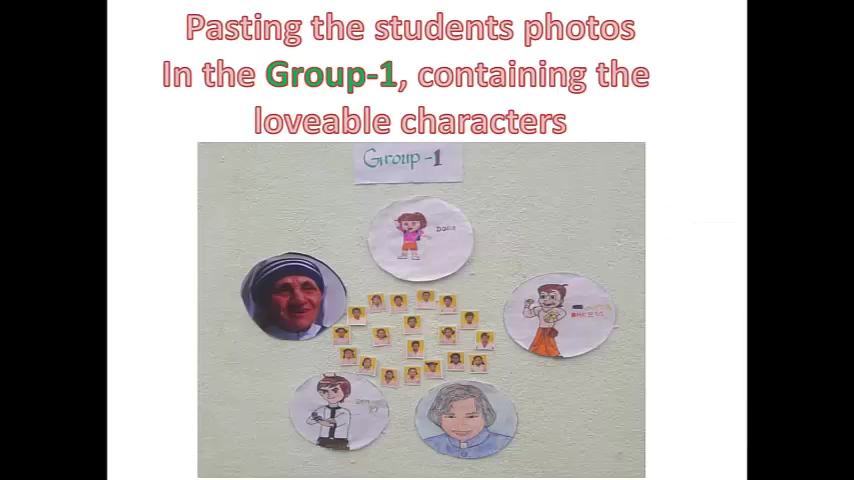 Pasting the students photos
In the Group-1, containing the
loveable characters
Group-1
DORA